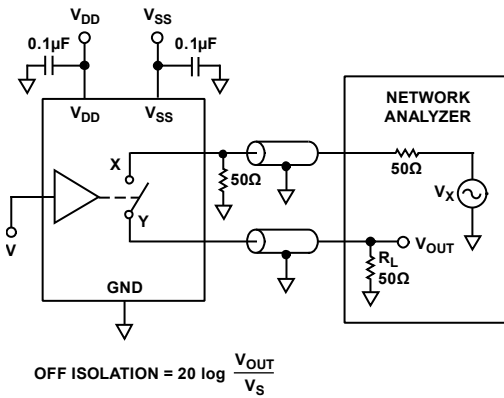 VDD
VSS
0.1µF
0.1µF
VDD
VSS
NETWORK
ANALYZER
X
50Ω
50Ω
VX
Y
V
VOUT
RL
50Ω
GND
OFF ISOLATION = 20 log VOUT
VS